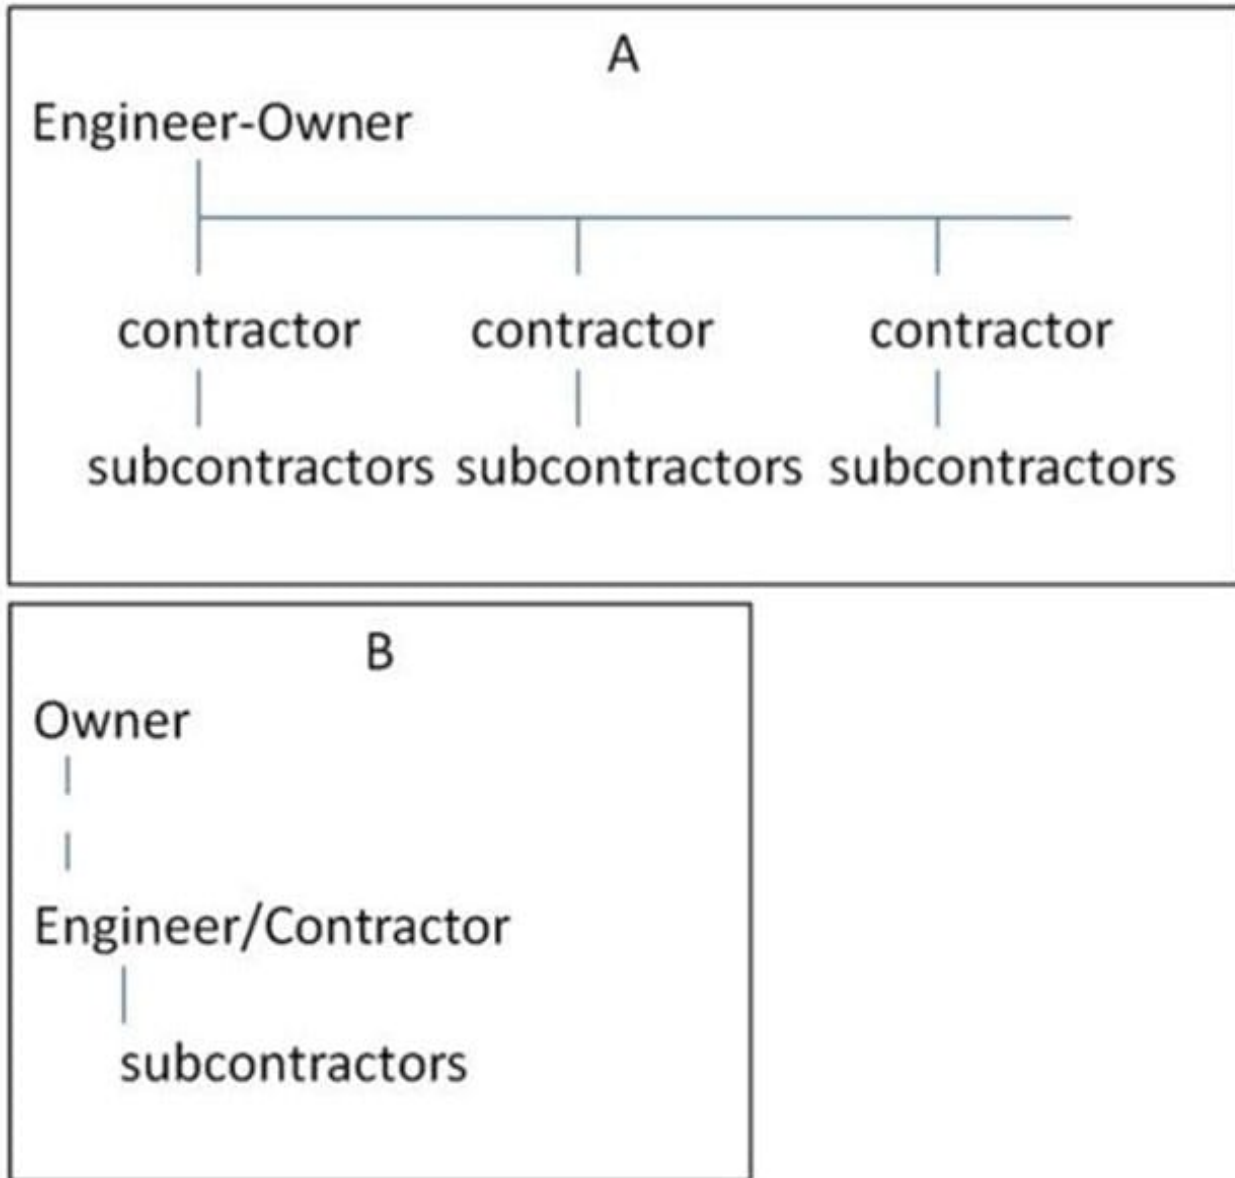 A
Engineer-Owner
contractor contractor contractor
subcontractors subcontractors subcontractors
B
Owner
Engineer/Contractor
subcontractors